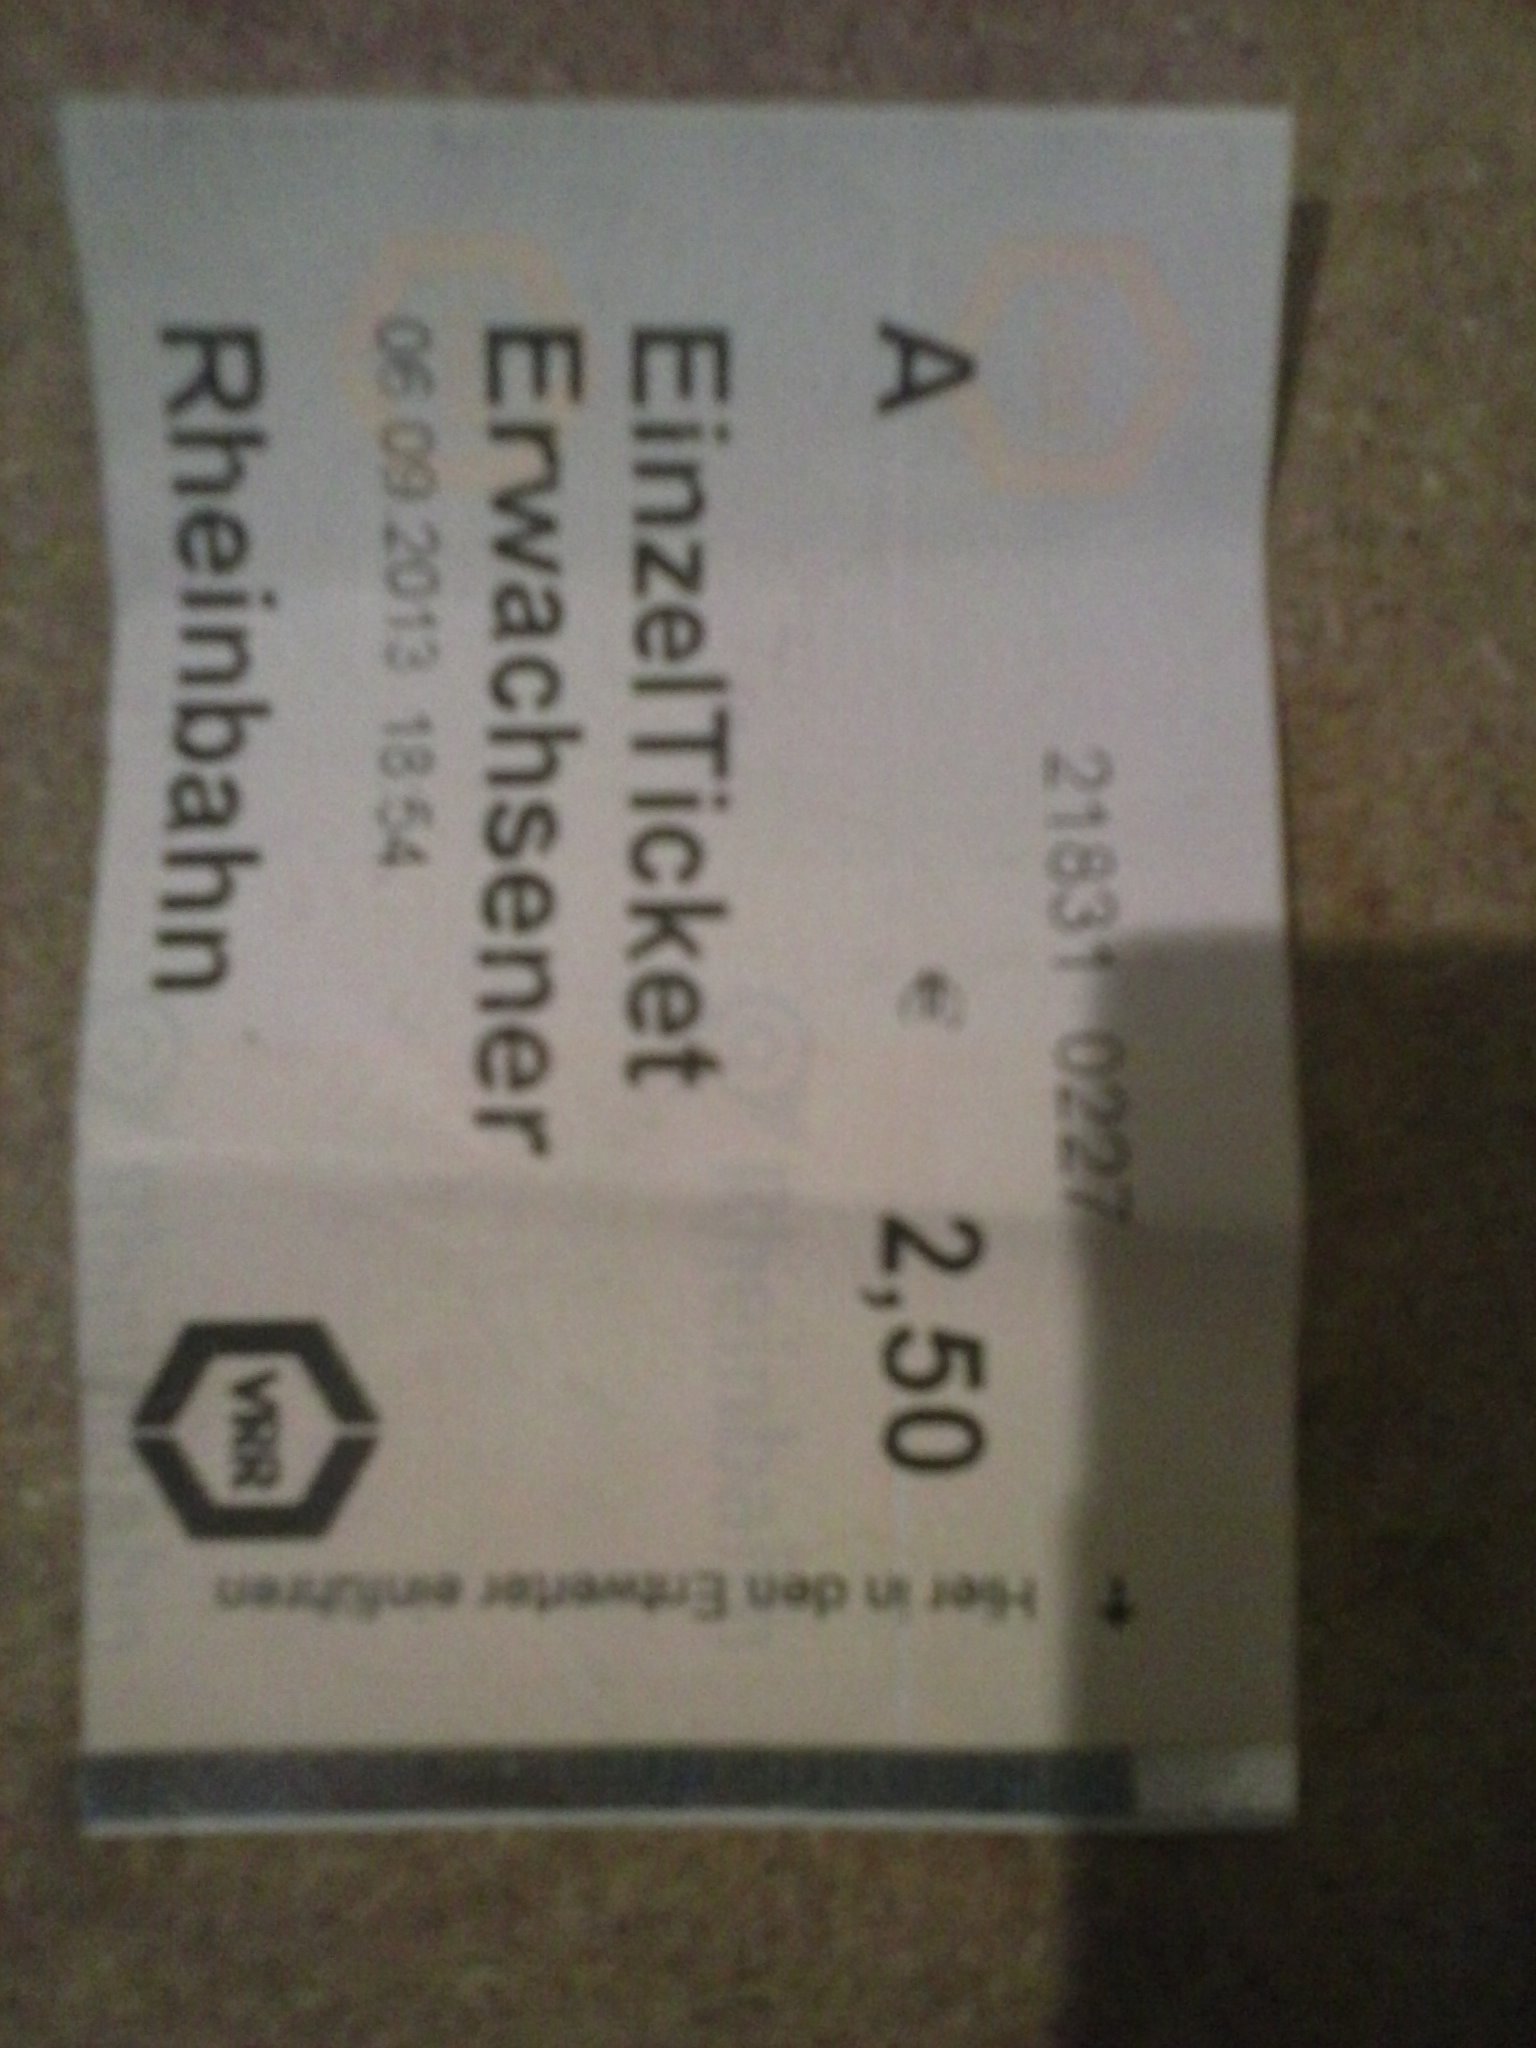 21831 0227
A € 2,50
EinzelTicket
Erwachsener
06.09.2013 18:54
Rheinbahn
VRR
Hier in den Entwerter einführen